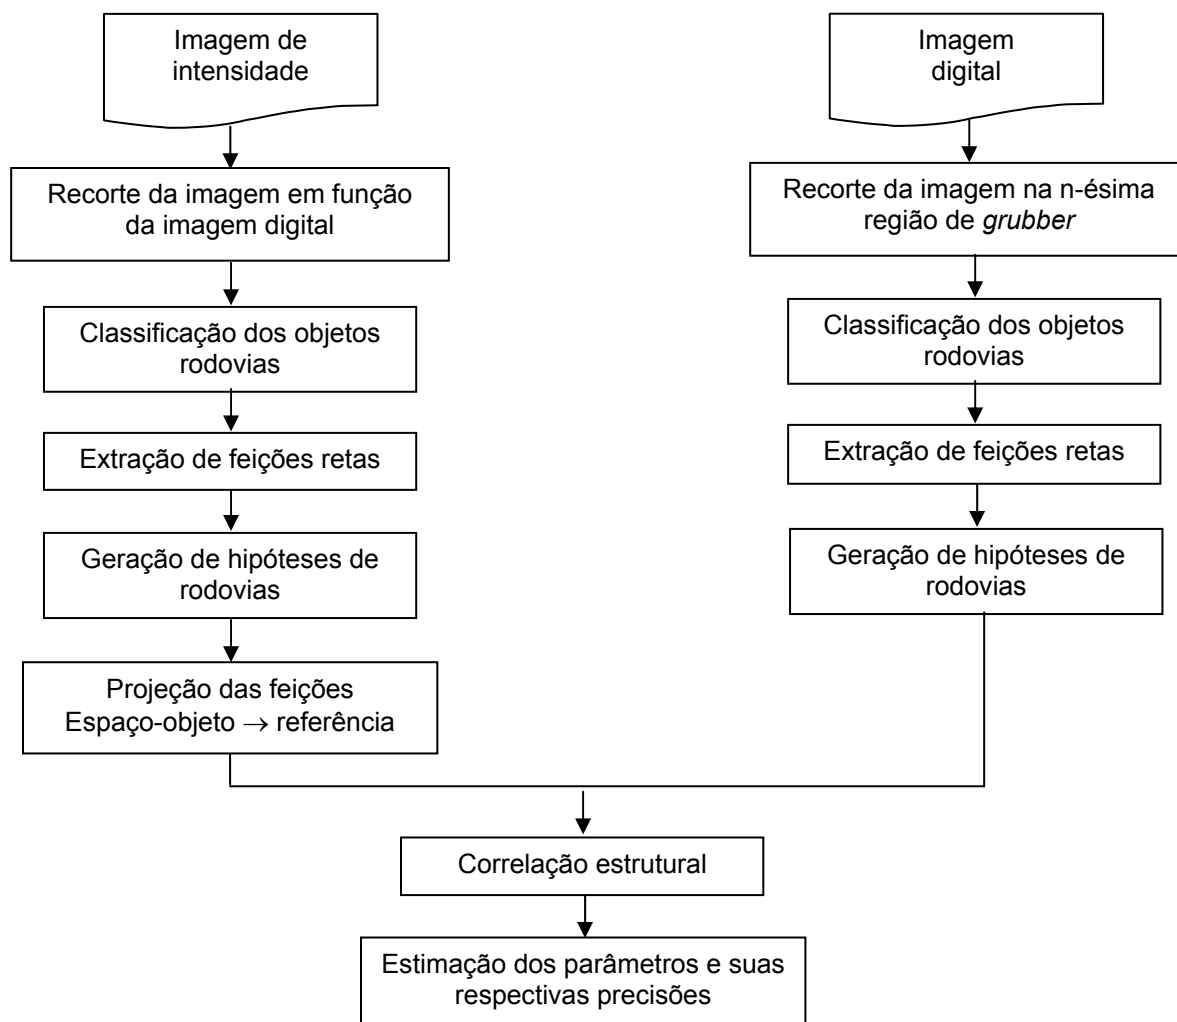 Imagem de
intensidade
Imagem
digital
Recorte da imagem em função
da imagem digital
Recorte da imagem na n-ésima
região de grubber
Classificação dos objetos
rodovias
Classificação dos objetos
rodovias
Extração de feições retas
Extração de feições retas
Geração de hipóteses de
rodovias
Geração de hipóteses de
rodovias
Projeção das feições
Espaço-objeto → referência
Correlação estrutural
Estimação dos parâmetros e suas
respectivas precisões